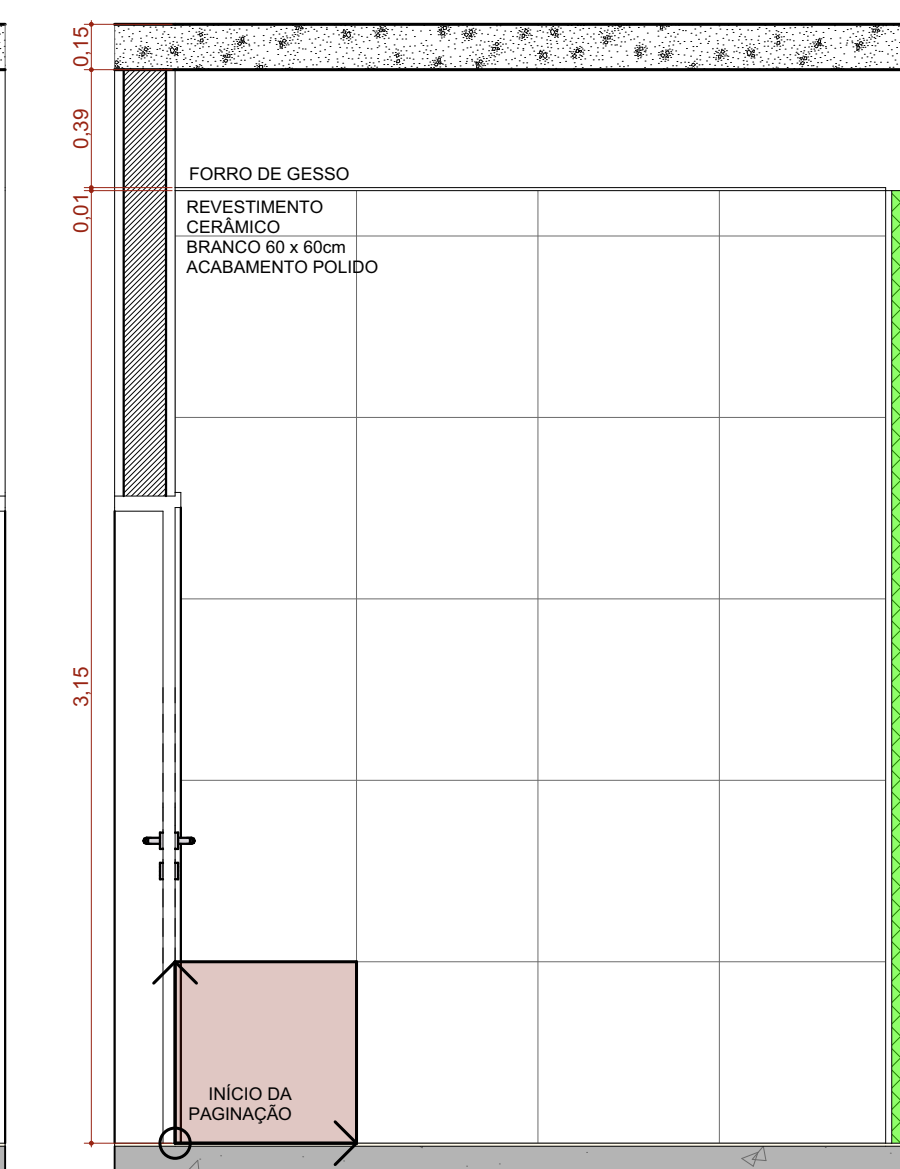 0,15
0,39
FORRO DE GESSO
0,01
REVESTIMENTO
CERÂMICO
BRANCO 60 x 60cm
ACABAMENTO POLIDO
3,15
INÍCIO DA
PAGINAÇÃO